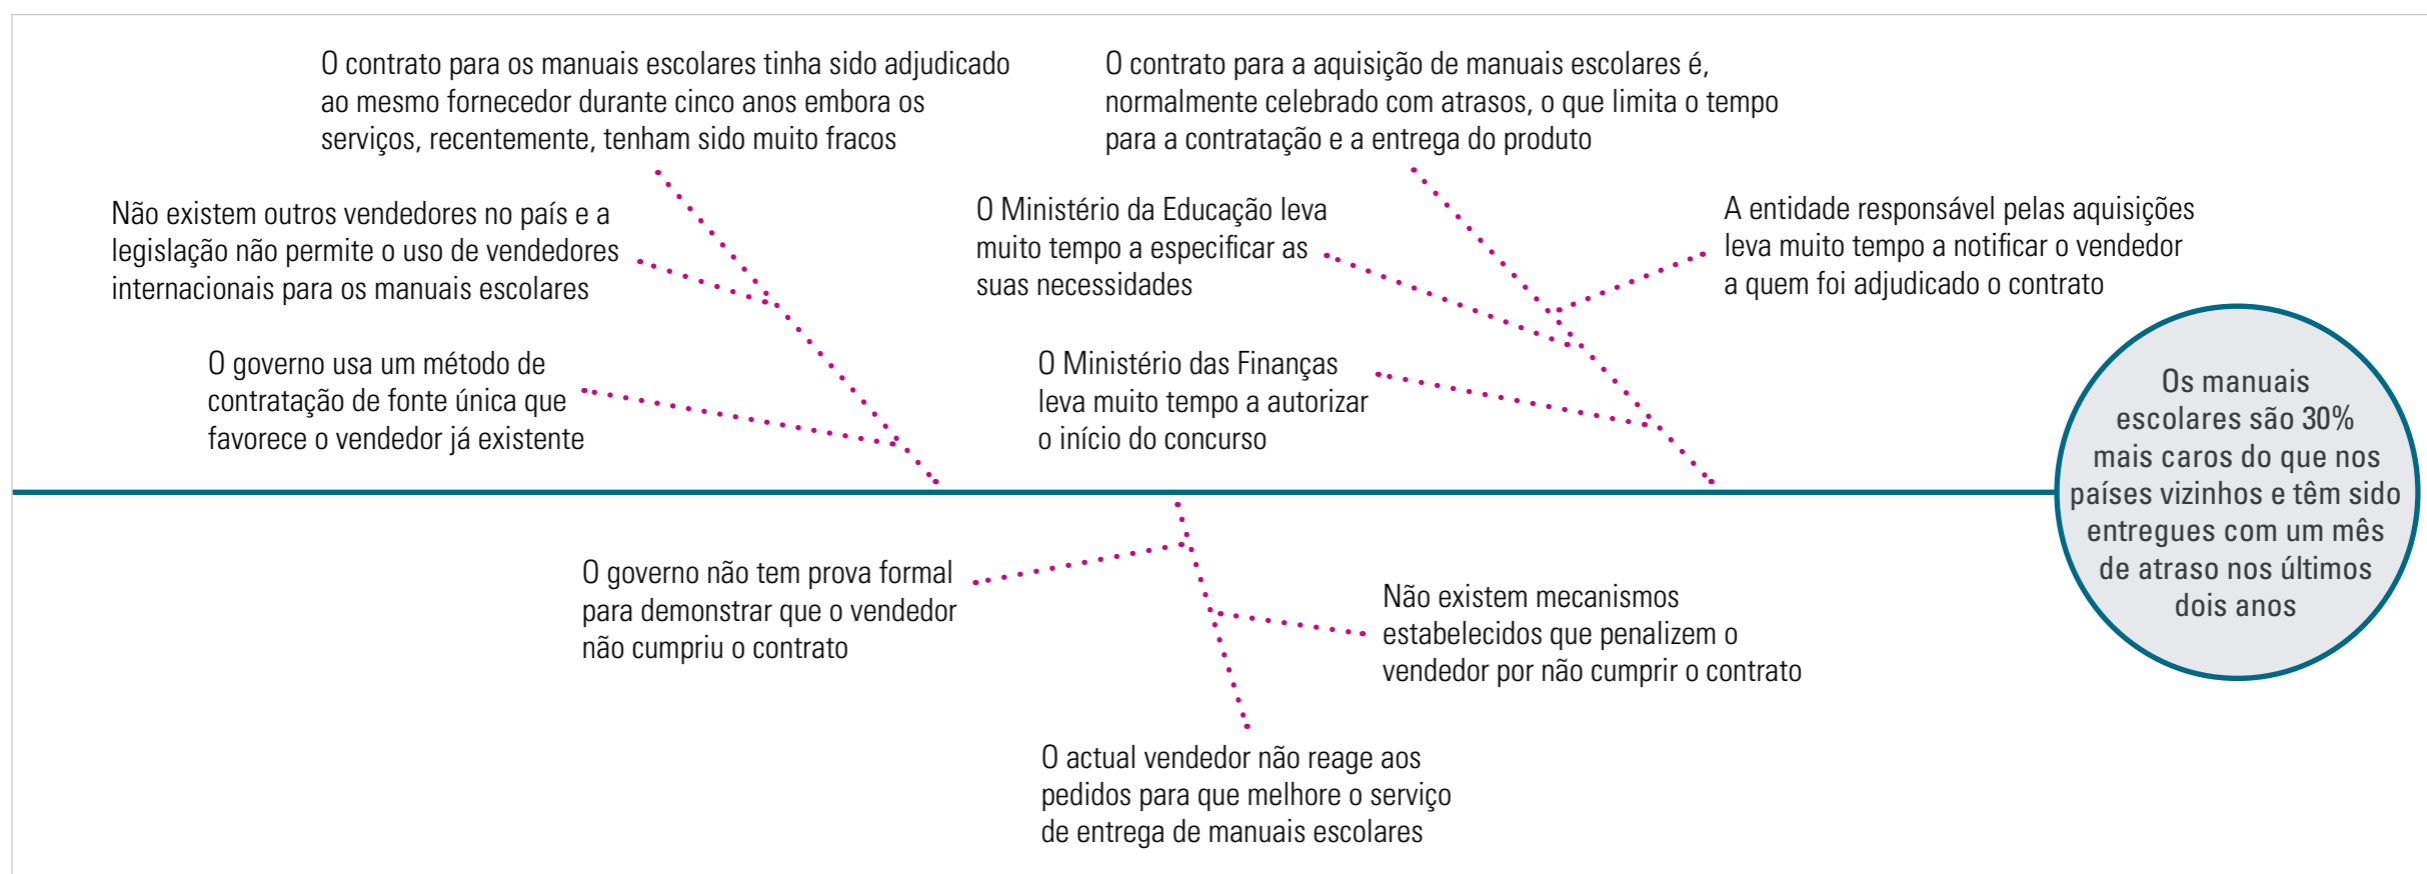 O contrato para os manuais escolares tinha sido adjudicado
ao mesmo fornecedor durante cinco anos embora os
serviços, recentemente, tenham sido muito fracos
Não existem outros vendedores no país e a
legislação não permite o uso de vendedores
internacionais para os manuais escolares
O governo usa um método de
contratação de fonte única que
favorece o vendedor já existente
O contrato para a aquisição de manuais escolares é,
normalmente celebrado com atrasos, o que limita o tempo
para a contratação e a entrega do produto
O Ministério da Educação leva
muito tempo a especificar as
suas necessidades
A entidade responsável pelas aquisições
leva muito tempo a notificar o vendedor
a quem foi adjudicado o contrato
O Ministério das Finanças
leva muito tempo a autorizar
o início do concurso
Os manuais
escolares são 30%
mais caros do que nos
países vizinhos e têm sido
entregues com um mês
de atraso nos últimos
dois anos
O governo não tem prova formal
para demonstrar que o vendedor
não cumpriu o contrato
Não existem mecanismos
estabelecidos que penalizem o
vendedor por não cumprir o contrato
O actual vendedor não reage aos
pedidos para que melhore o serviço
de entrega de manuais escolares